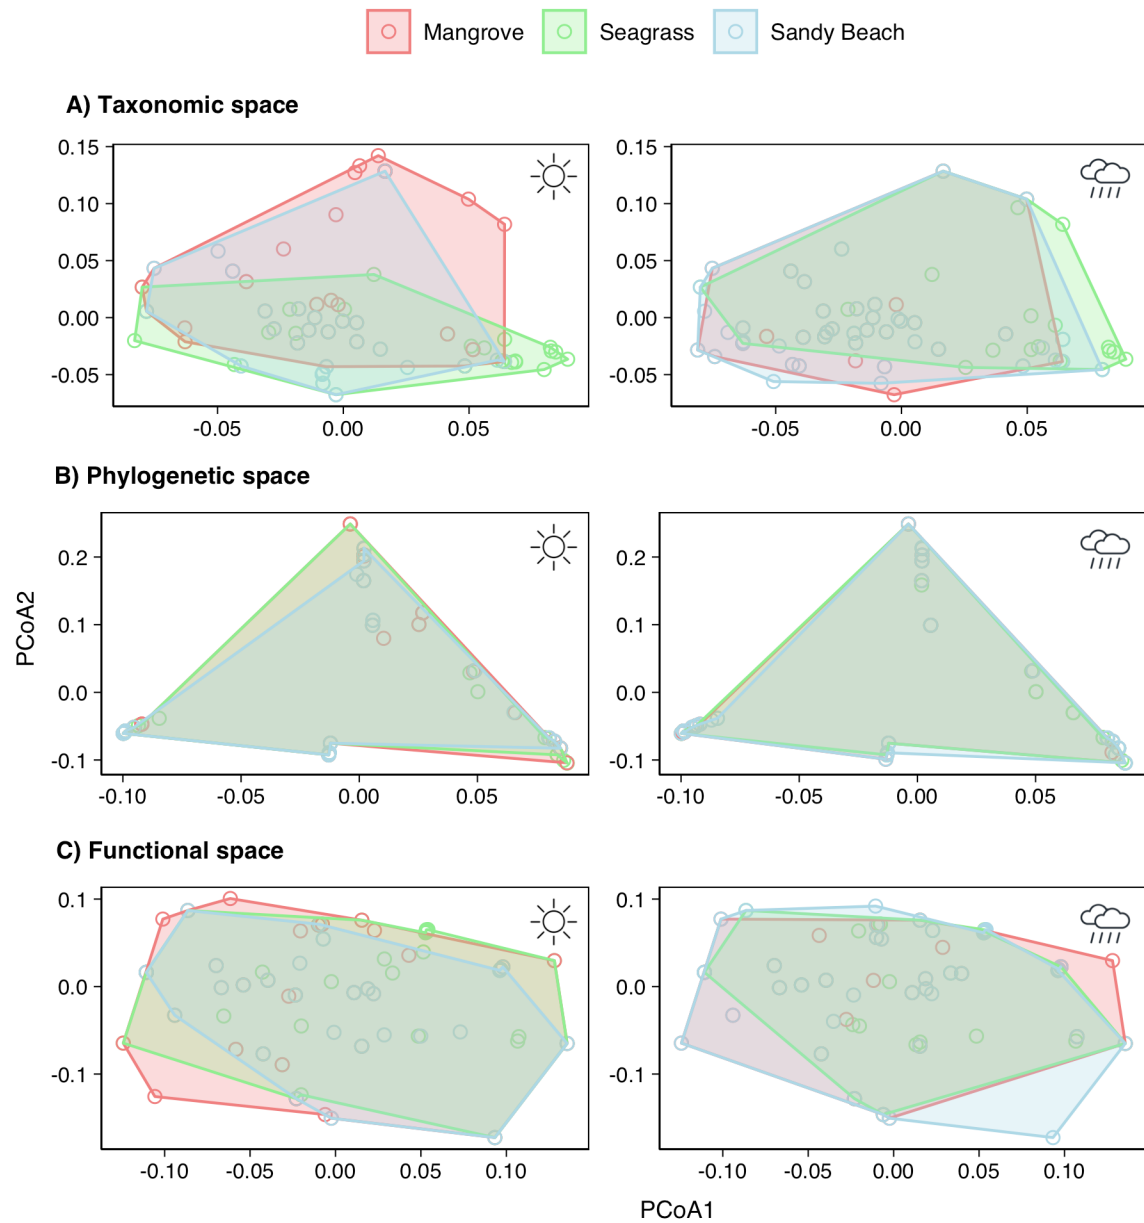 Mangrove Seagrass Sandy Beach
A) Taxonomic space
0.15 0.15
0.10 0.10
0.05 0.05
0.00 0.00
-0.05 -0.05
-0.05 0.00 0.05 -0.05 0.00 0.05
B) Phylogenetic space
0.2 0.2
0.1 0.1
0.0 0.0
-0.1 -0.1
PCoA2
-0.10 -0.05 0.00 0.05 -0.10 -0.05 0.00 0.05
C) Functional space
0.1 0.1
0.0 0.0
-0.1 -0.1
-0.10 -0.05 0.00 0.05 0.10 -0.10 -0.05 0.00 0.05 0.10
PCoA1